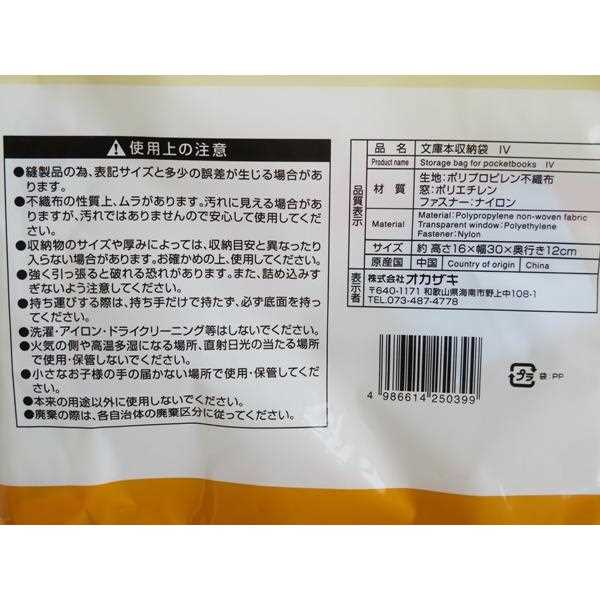 ⚠使用上の注意
●縫製品の為、表記サイズと多少の誤差が生じる場合があ
ります。
●不織布の性質上、ムラがあります。汚れに見える場合があり
ますが、汚れではありませんので安心して使用してくだ
さい。
●収納物のサイズや厚みによっては、収納目安と異なったり
入らない場合があります。お確かめの上、使用してください。
●強く引っ張ると破れる恐れがあります。また、詰め込みす
ぎないよう注意してください。
●持ち運びする際は、持ち手だけで持たず、必ず底面を持っ
てください。
●洗濯・アイロン・ドライクリーニング等はしないでください。
●火気の側や高温多湿になる場所、直射日光の当たる場所
で使用・保管しないでください。
●小さなお子様の手の届かない場所で使用・保管してくだ
さい。
●本来の用途以外に使用しないでください。
●廃棄の際は、各自治体の廃棄区分に従ってください。
品質表示
品 名 文庫本収納袋 IV
Product name Storage bag for pocketbooks IV
材 質
生地:ポリプロピレン不織布
窓:ポリエチレン
ファスナー:ナイロン
Material
Material:Polypropylene non-woven fabric
Transparent window:Polyethylene
Fastener:Nylon
サイズ 約 高さ16×幅30×奥行き12cm
原産国 中国 Country of origin China
表示者
株式会社オカザキ
〒640-1171 和歌山県海南市野上中108-1
TEL.073-487-4778
4 986614 250399
プラ 袋:PP